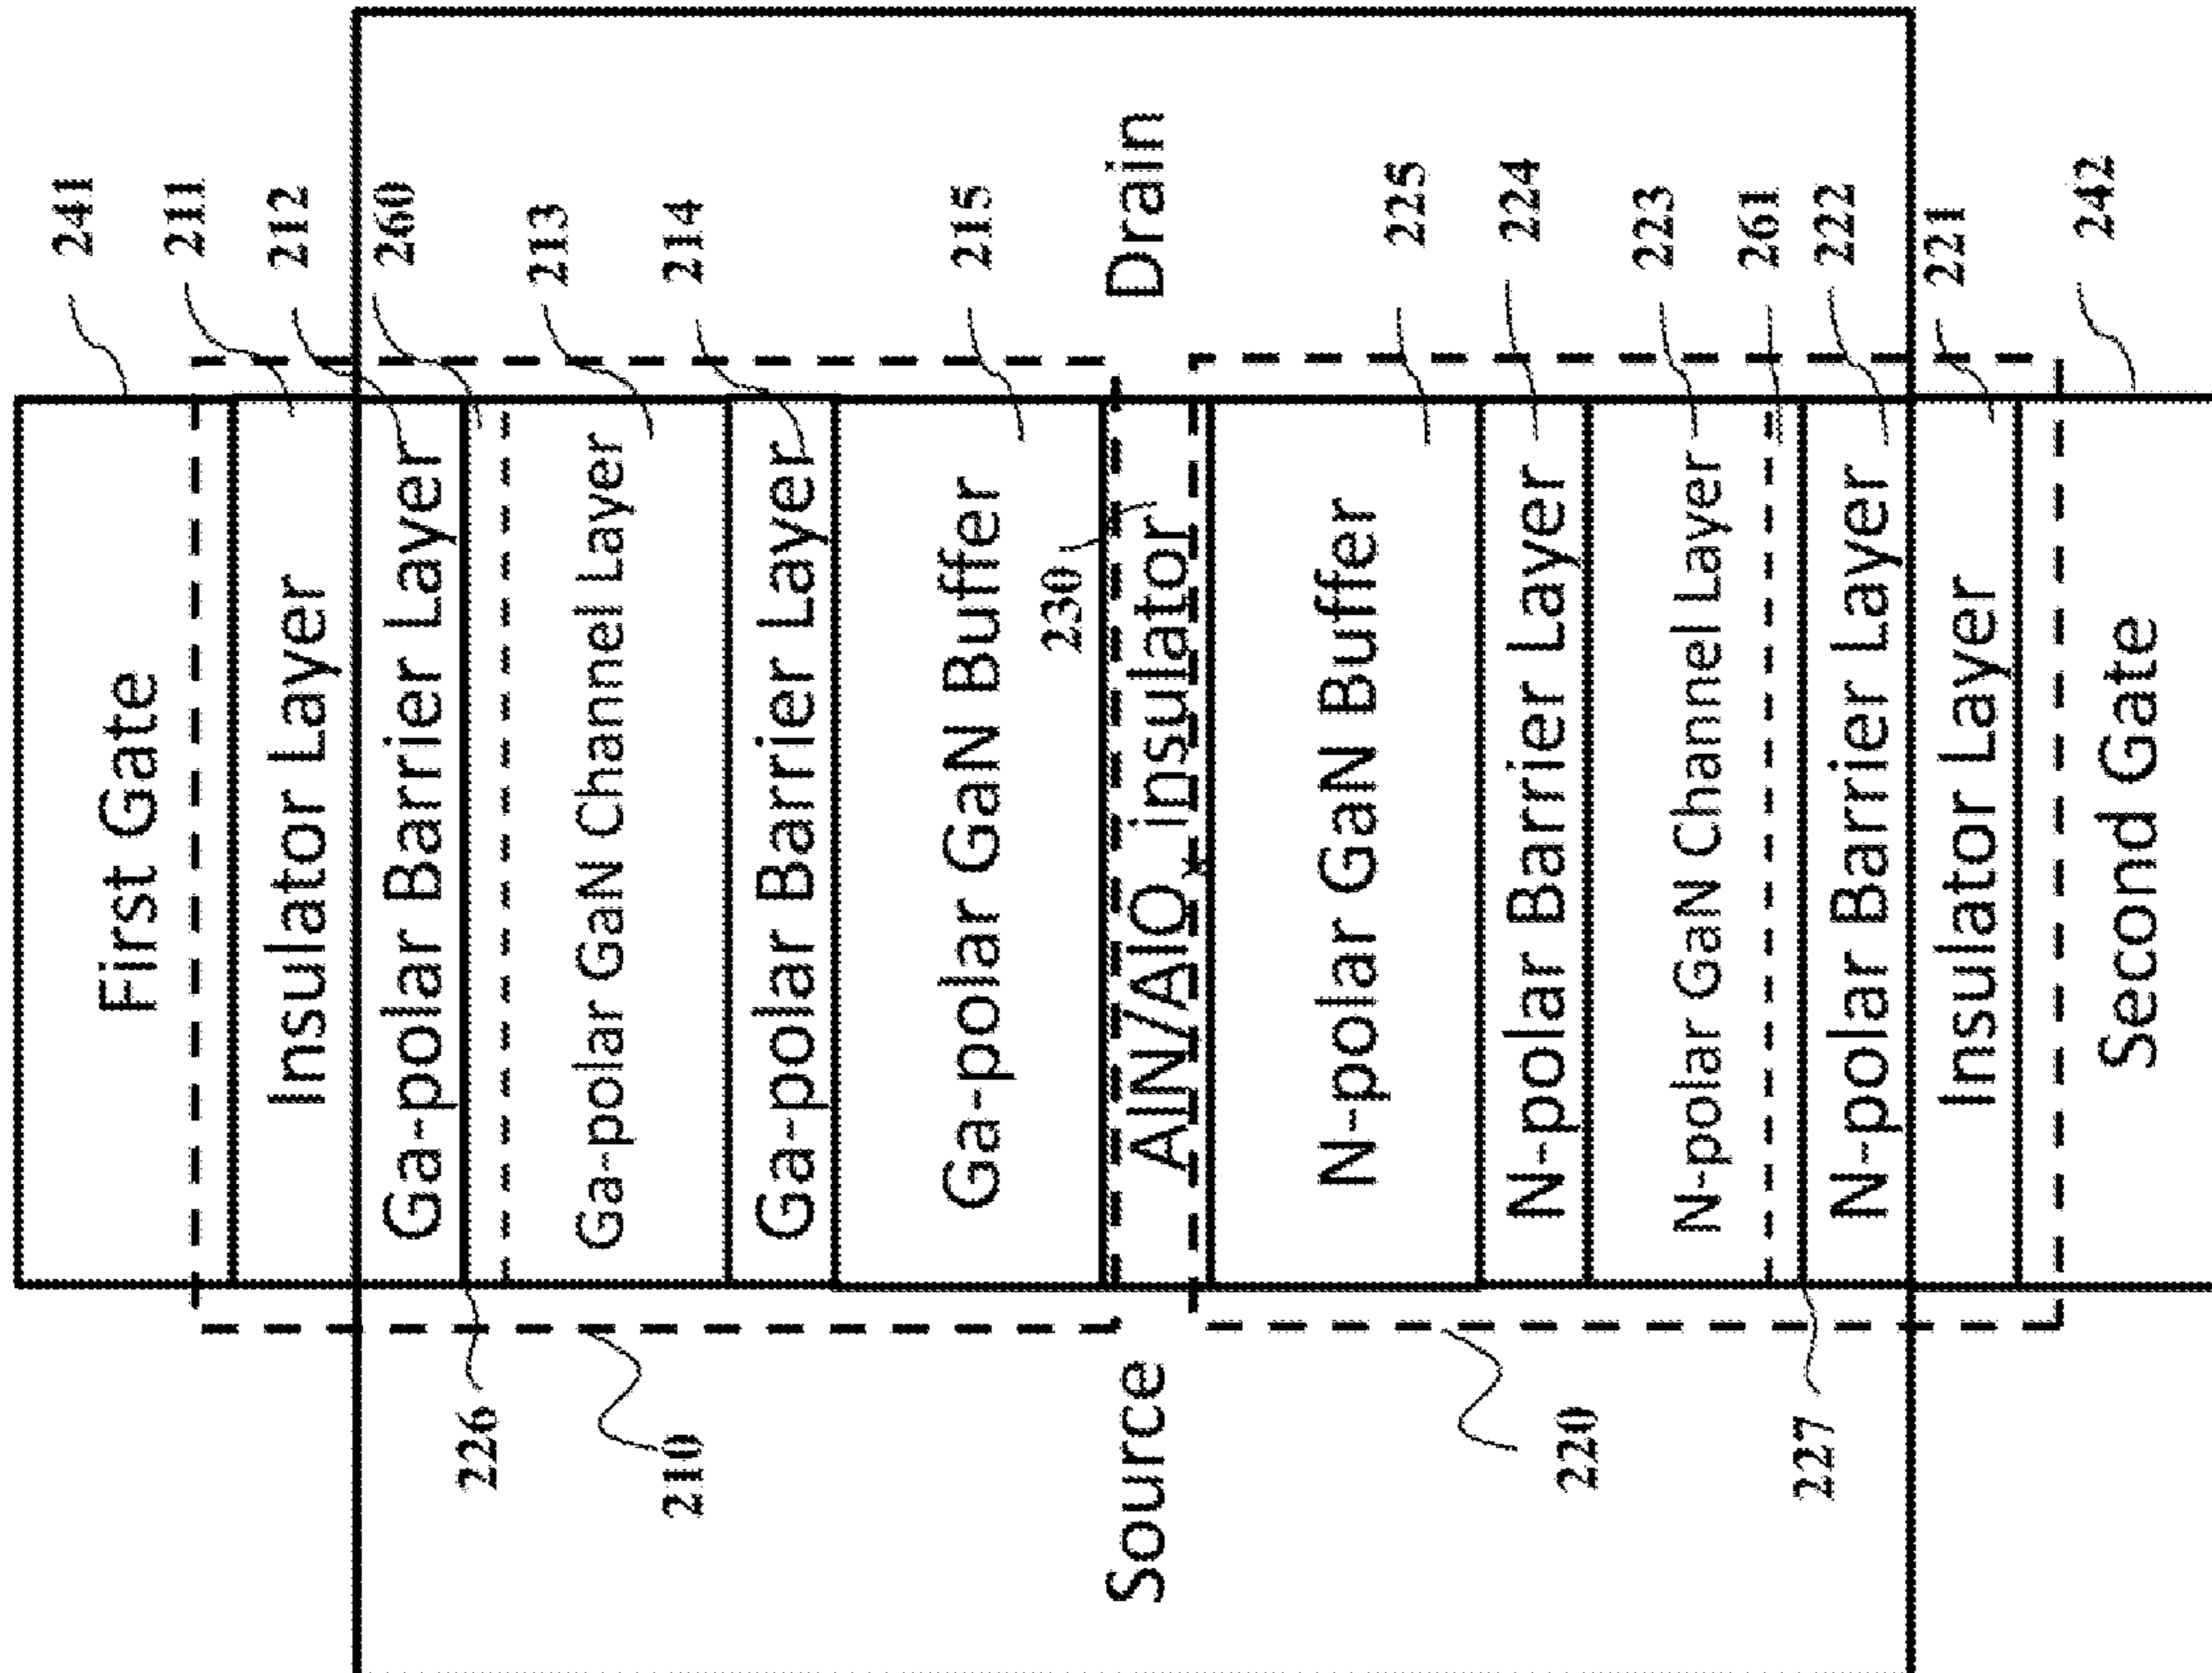 241
First Gate
211
Insulator Layer
212
260
Ga-polar Barrier Layer
226
213
Ga-polar GaN Channel Layer
210
214
Ga-polar Barrier Layer
Ga-polar GaN Buffer
215
230
Source
AlN/AlOx insulator
Drain
N-polar GaN Buffer
225
N-polar Barrier Layer
224
220
N-polar GaN Channel Layer
223
261
227
N-polar Barrier Layer
222
Insulator Layer
221
Second Gate
242